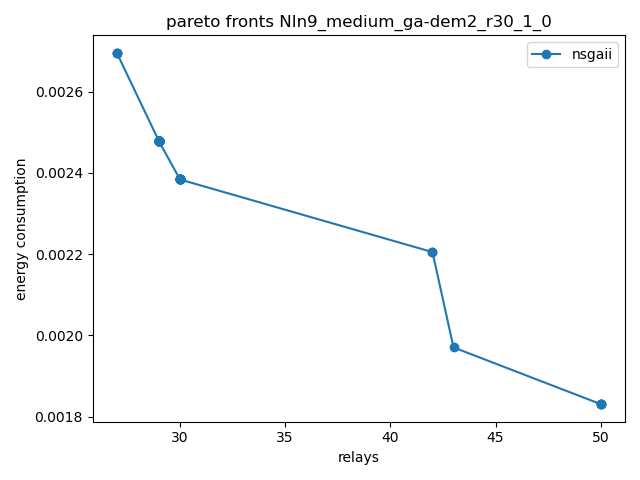 pareto fronts NIn9_medium_ga-dem2_r30_1_0
nsgaii
energy consumption
0.0026
0.0024
0.0022
0.0020
0.0018
30
35
40
45
50
relays